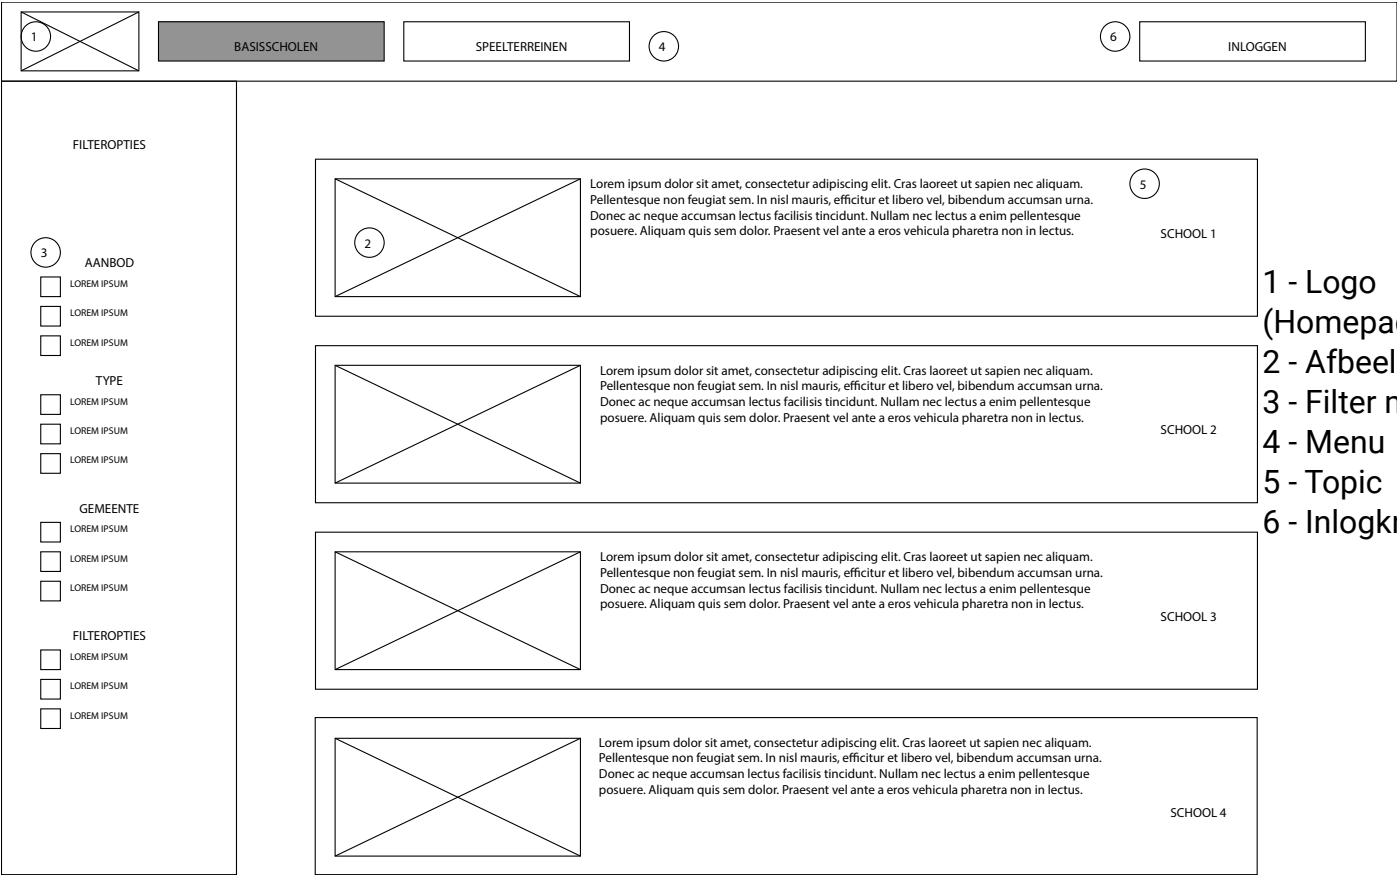 1
BASISSCHOLEN
SPEELTERREINEN
4
6
INLOGGEN
FILTEROPTIES
3
AANBOD
LOREM IPSUM
LOREM IPSUM
LOREM IPSUM
TYPE
LOREM IPSUM
LOREM IPSUM
LOREM IPSUM
GEMEENTE
LOREM IPSUM
LOREM IPSUM
LOREM IPSUM
FILTEROPTIES
LOREM IPSUM
LOREM IPSUM
LOREM IPSUM
2
Lorem ipsum dolor sit amet, consectetur adipiscing elit. Cras laoreet ut sapien nec aliquam.
Pellentesque non feugiat sem. In nisl mauris, efficitur et libero vel, bibendum accumsan urna.
Donec ac neque accumsan lectus facilisis tincidunt. Nullam nec lectus a enim pellentesque
posuere. Aliquam quis sem dolor. Praesent vel ante a eros vehicula pharetra non in lectus.
5
SCHOOL 1
Lorem ipsum dolor sit amet, consectetur adipiscing elit. Cras laoreet ut sapien nec aliquam.
Pellentesque non feugiat sem. In nisl mauris, efficitur et libero vel, bibendum accumsan urna.
Donec ac neque accumsan lectus facilisis tincidunt. Nullam nec lectus a enim pellentesque
posuere. Aliquam quis sem dolor. Praesent vel ante a eros vehicula pharetra non in lectus.
SCHOOL 2
Lorem ipsum dolor sit amet, consectetur adipiscing elit. Cras laoreet ut sapien nec aliquam.
Pellentesque non feugiat sem. In nisl mauris, efficitur et libero vel, bibendum accumsan urna.
Donec ac neque accumsan lectus facilisis tincidunt. Nullam nec lectus a enim pellentesque
posuere. Aliquam quis sem dolor. Praesent vel ante a eros vehicula pharetra non in lectus.
SCHOOL 3
Lorem ipsum dolor sit amet, consectetur adipiscing elit. Cras laoreet ut sapien nec aliquam.
Pellentesque non feugiat sem. In nisl mauris, efficitur et libero vel, bibendum accumsan urna.
Donec ac neque accumsan lectus facilisis tincidunt. Nullam nec lectus a enim pellentesque
posuere. Aliquam quis sem dolor. Praesent vel ante a eros vehicula pharetra non in lectus.
SCHOOL 4
1 - Logo
2 -
3 - Filter
4 - Menu
5 - Topic
6 -